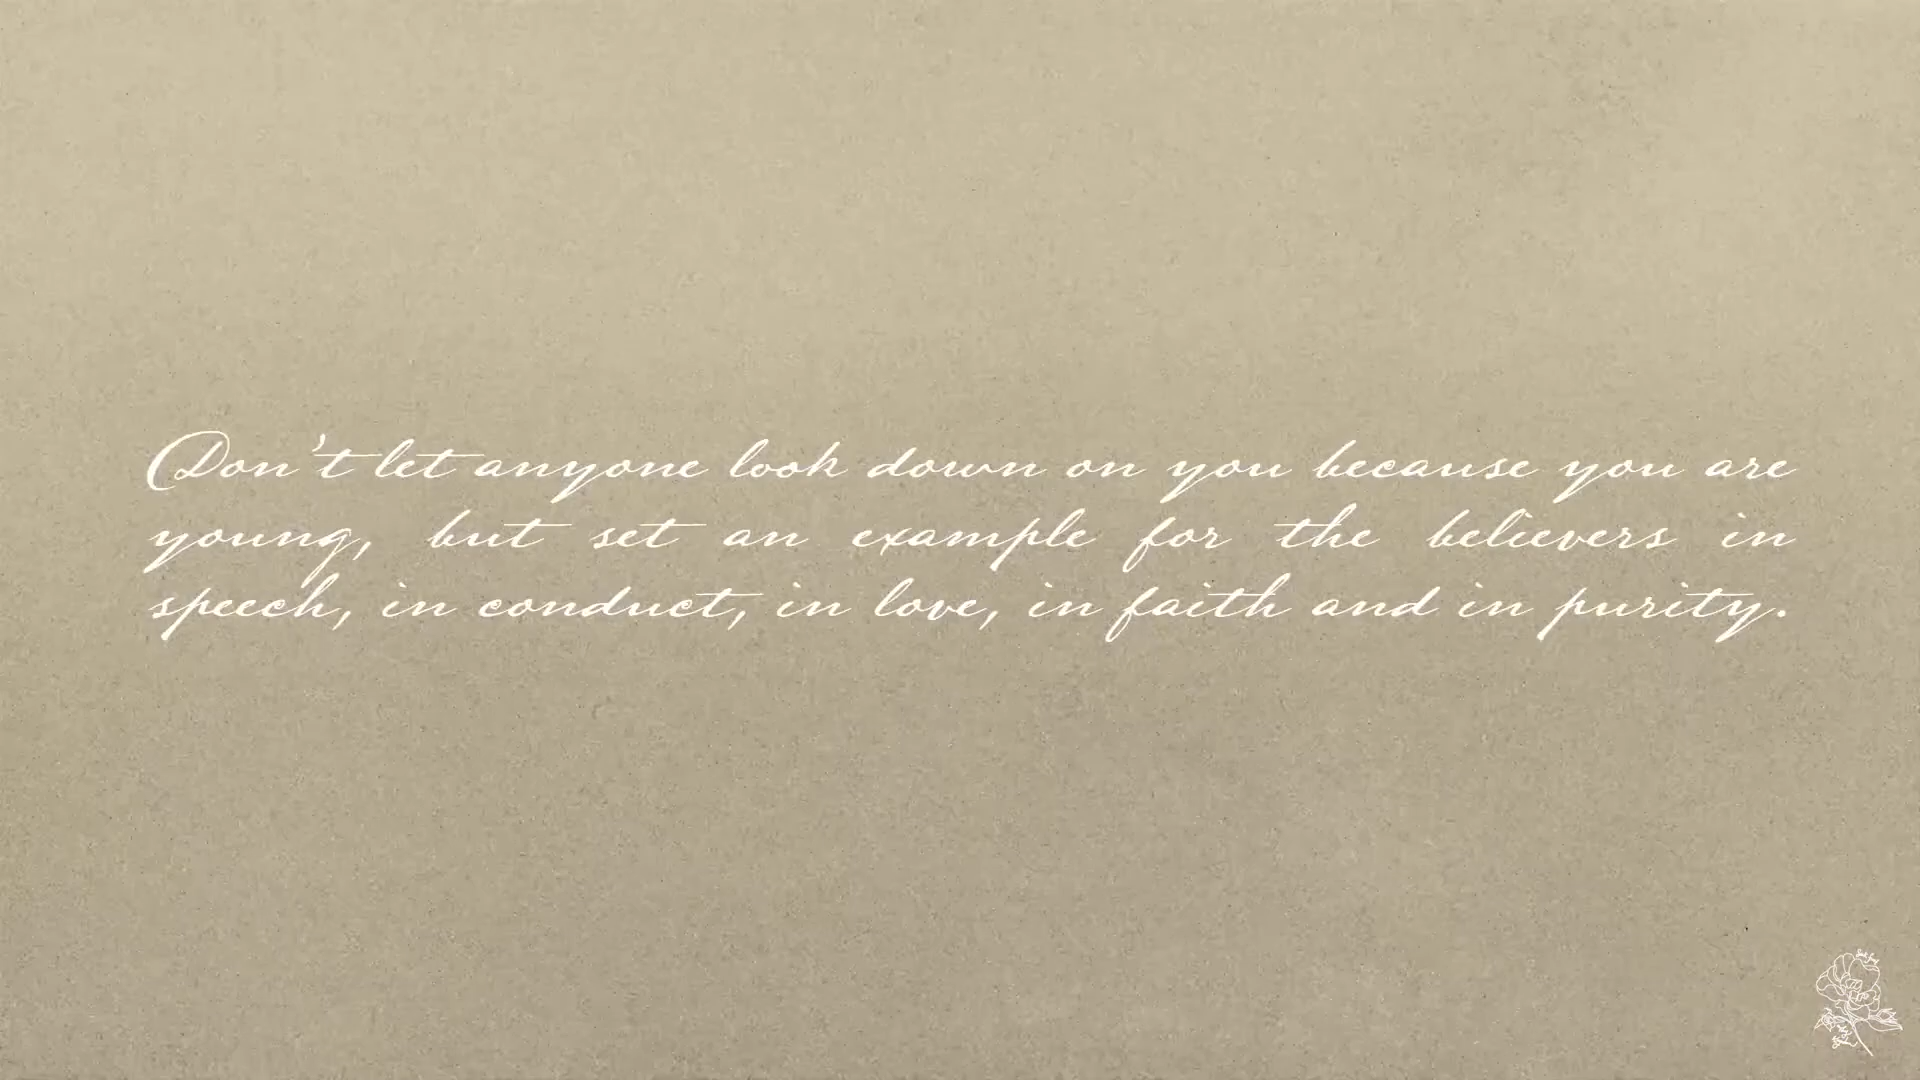 Don't let anyone look down on you because you are
young, but set an example for the believers in
speech, in conduct, in love, in faith and in purity.